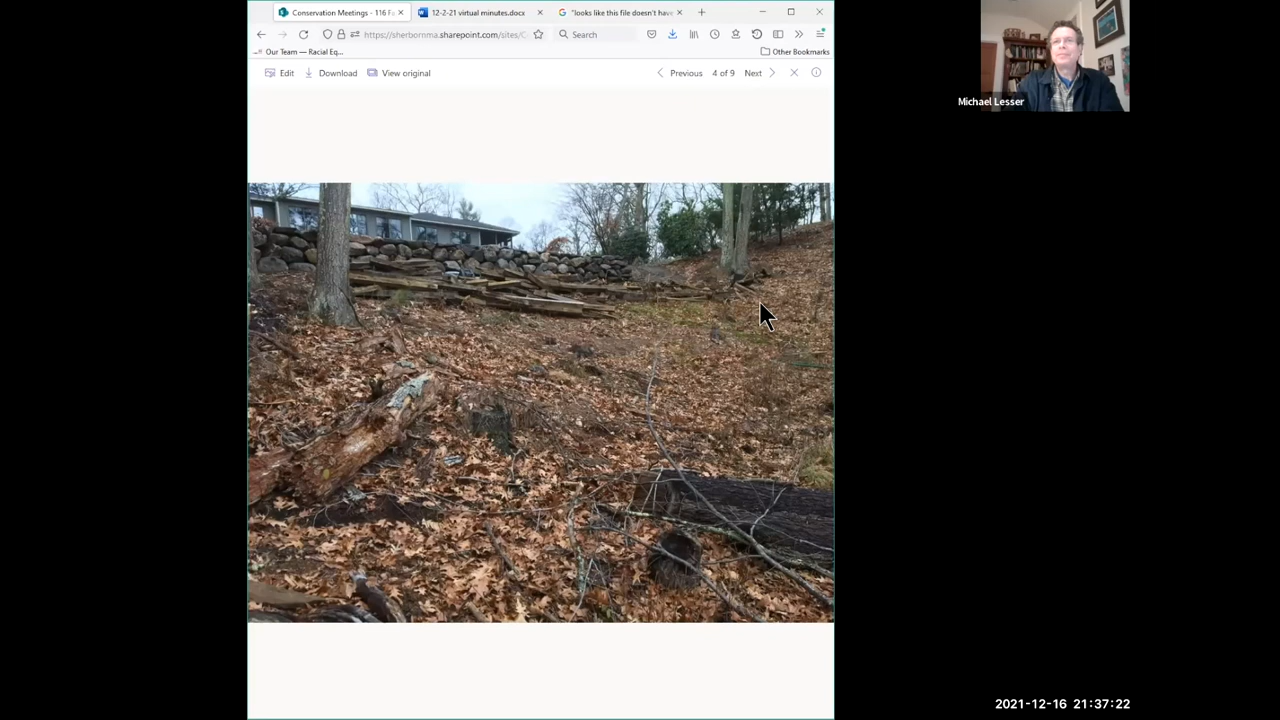 Conservation Meetings - 116 Fa
12-2-21 virtual minutes.docx
"looks like this file doesn't have
https://sherbornma.sharepoint.com/sites/C
Search
Our Team — Racial Eq...
Other Bookmarks
Edit
Download
View original
Previous
4 of 9
Next
Michael Lesser
2021-12-16 21:37:22